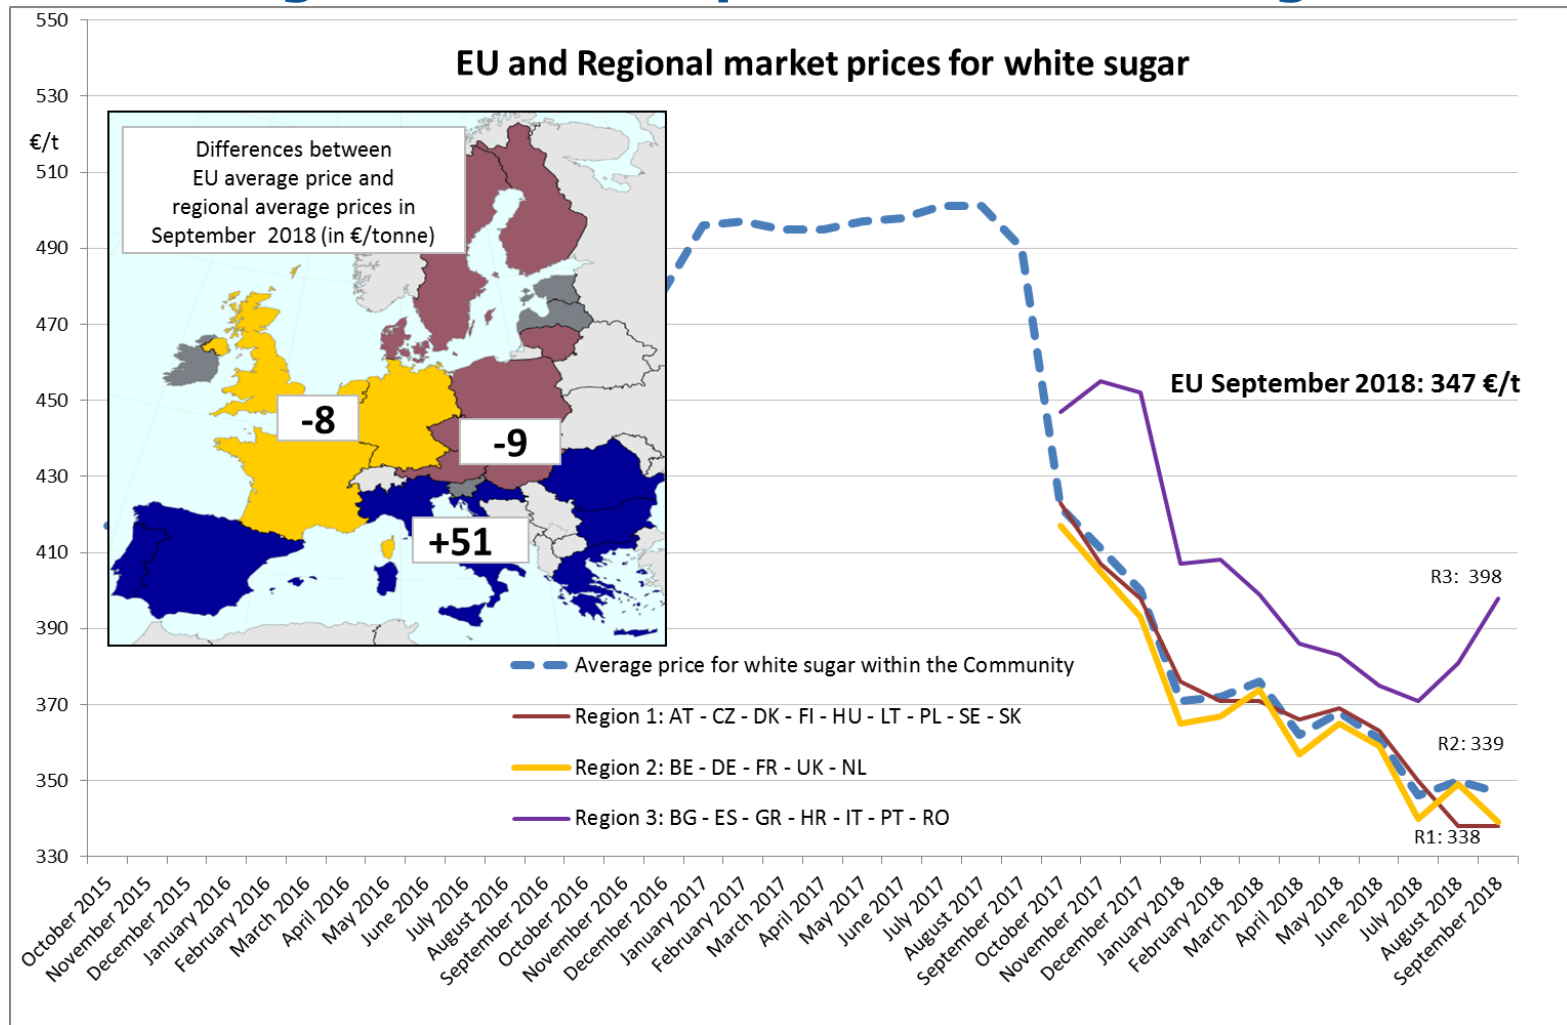 EU and Regional market prices for white sugar
€/t
550
530
510
490
470
450
430
410
390
370
350
330
Differences between
EU average price and
regional average prices in
September 2018 (in €/tonne)
-8
-9
+51
EU September 2018: 347 €/t
R3: 398
R2: 339
R1: 338
Average price for white sugar within the Community
Region 1: AT - CZ - DK - FI - HU - LT - PL - SE - SK
Region 2: BE - DE - FR - UK - NL
Region 3: BG - ES - GR - HR - IT - PT - RO
October 2015
November 2015
December 2015
January 2016
February 2016
March 2016
April 2016
May 2016
June 2016
July 2016
August 2016
September 2016
October 2016
November 2016
December 2016
January 2017
February 2017
March 2017
April 2017
May 2017
June 2017
July 2017
August 2017
September 2017
October 2017
November 2017
December 2017
January 2018
February 2018
March 2018
April 2018
May 2018
June 2018
July 2018
August 2018
September 2018